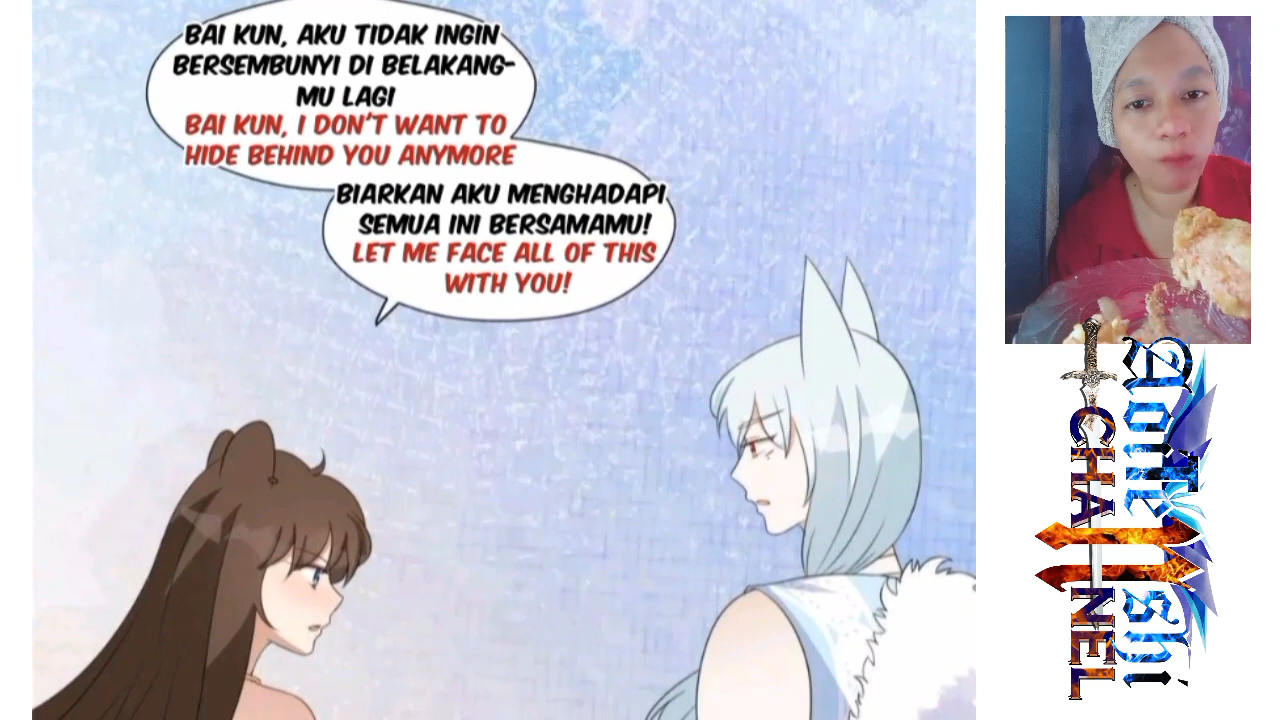 BAI KUN, AKU TIDAK INGIN
BERSEMBUNYI DI BELAKANG-
MU LAGI
BAI KUN, I DON'T WANT TO
HIDE BEHIND YOU ANYMORE
BIARKAN AKU MENGHADAPI
SEMUA INI BERSAMAMU!
LET ME FACE ALL OF THIS
WITH YOU!
CHANNEL